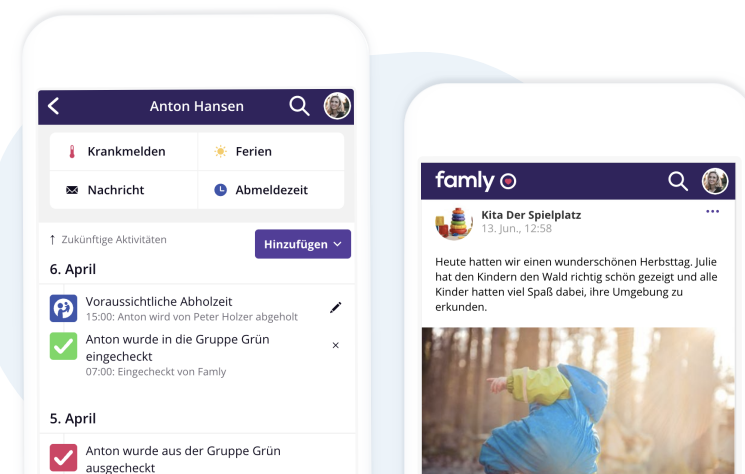 Anton Hansen
Krankmelden
Ferien
Nachricht
Abmeldezeit
↑ Zukünftige Aktivitäten
Hinzufügen
6. April
Voraussichtliche Abholzeit
15:00: Anton wird von Peter Holzer abgeholt
Anton wurde in die Gruppe Grün
eingecheckt
07:00: Eingecheckt von Famly
5. April
Anton wurde aus der Gruppe Grün
ausgecheckt
famly
Kita Der Spielplatz
13. Jun., 12:58
Heute hatten wir einen wunderschönen Herbsttag. Julie
hat den Kindern den Wald richtig schön gezeigt und alle
Kinder hatten viel Spaß dabei, ihre Umgebung zu
erkunden.